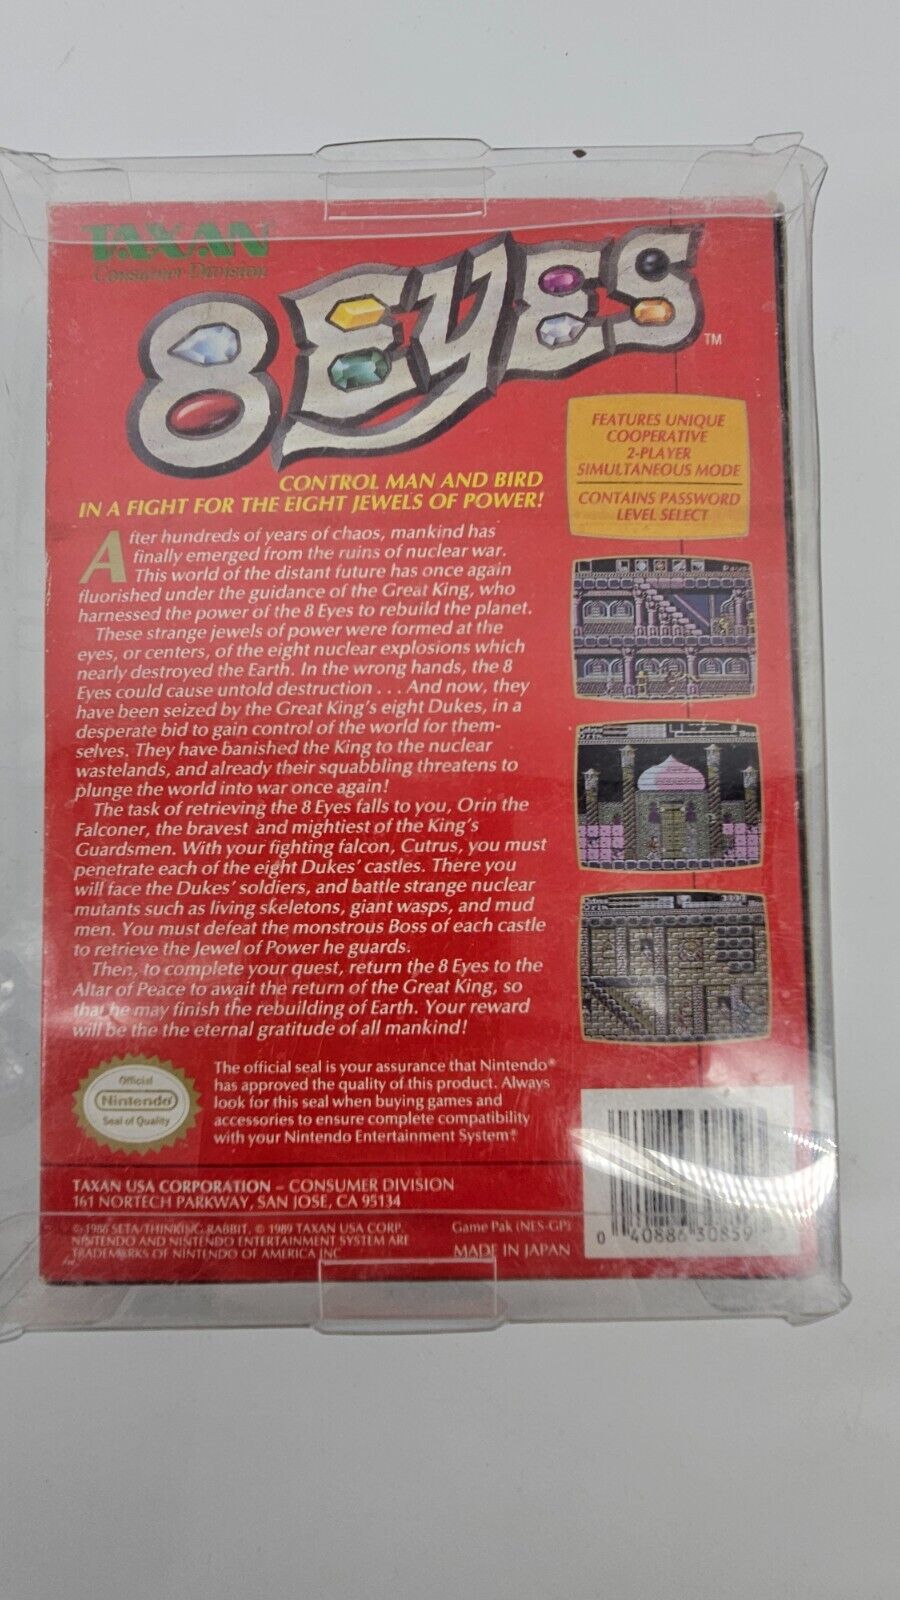 TAXAN
Consumer Division
8 EYES
TM
FEATURES UNIQUE
COOPERATIVE
2-PLAYER
SIMULTANEOUS MODE
CONTAINS PASSWORD
LEVEL SELECT
CONTROL MAN AND BIRD
IN A FIGHT FOR THE EIGHT JEWELS OF POWER!
After hundreds of years of chaos, mankind has
finally emerged from the ruins of nuclear war.
This world of the distant future has once again
fluorished under the guidance of the Great King, who
harnessed the power of the 8 Eyes to rebuild the planet.
These strange jewels of power were formed at the
eyes, or centers, of the eight nuclear explosions which
nearly destroyed the Earth. In the wrong hands, the 8
Eyes could cause untold destruction . . . And now, they
have been seized by the Great King's eight Dukes, in a
desperate bid to gain control of the world for them-
selves. They have banished the King to the nuclear
wastelands, and already their squabbling threatens to
plunge the world into war once again!
The task of retrieving the 8 Eyes falls to you, Orin the
Falconer, the bravest and mightiest of the King's
Guardsmen. With your fighting falcon, Cutrus, you must
penetrate each of the eight Dukes' castles. There you
will face the Dukes' soldiers, and battle strange nuclear
mutants such as living skeletons, giant wasps, and mud
men. You must defeat the monstrous Boss of each castle
to retrieve the Jewel of Power he guards.
Then, to complete your quest, return the 8 Eyes to the
Altar of Peace to await the return of the Great King, so
that he may finish the rebuilding of Earth. Your reward
will be the the eternal gratitude of all mankind!
Official
Nintendo
Seal of Quality
The official seal is your assurance that Nintendo®
has approved the quality of this product. Always
look for this seal when buying games and
accessories to ensure complete compatibility
with your Nintendo Entertainment System®
TAXAN USA CORPORATION – CONSUMER DIVISION
161 NORTECH PARKWAY, SAN JOSE, CA 95134
© 1988 SETA/THINKING RABBIT, © 1989 TAXAN USA CORP.
NINTENDO AND NINTENDO ENTERTAINMENT SYSTEM ARE
TRADEMARKS OF NINTENDO OF AMERICA INC
Game Pak (NES-GP)
MADE IN JAPAN
0 40886 30859